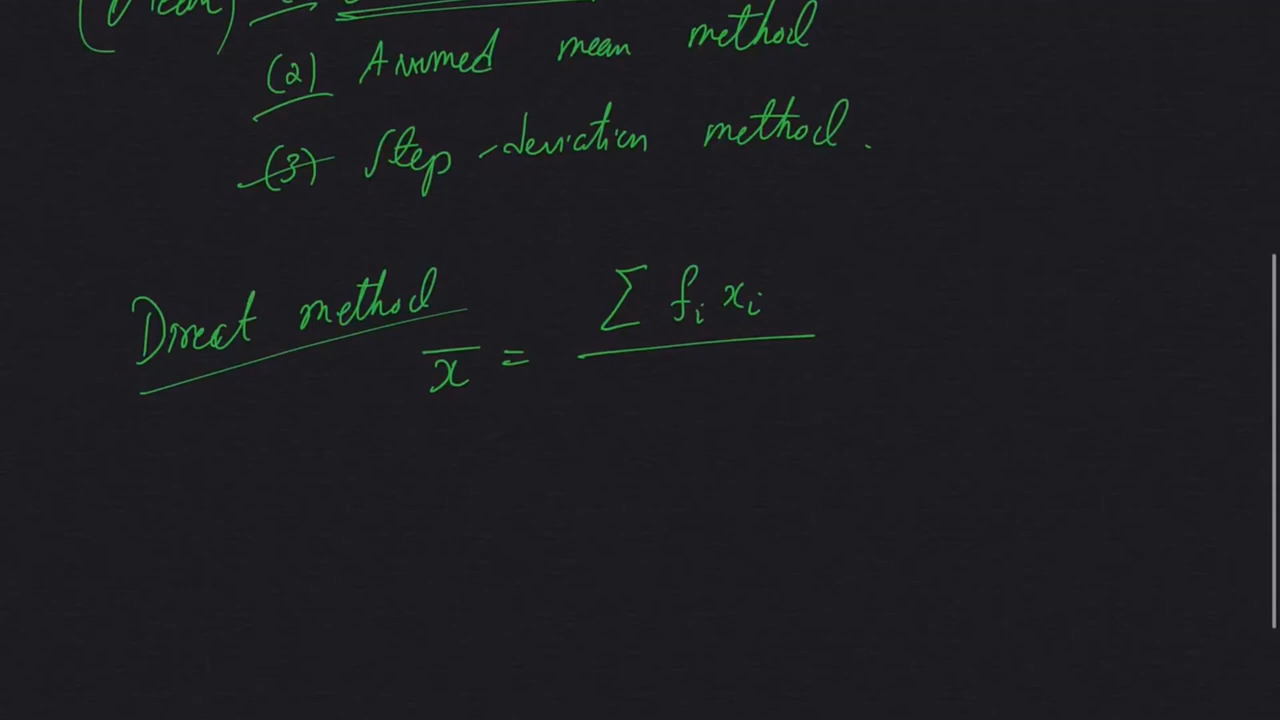 (2) Assumed mean method
(3) Step-deviation method.
Direct method
x̄ = ∑ fᵢ xᵢ